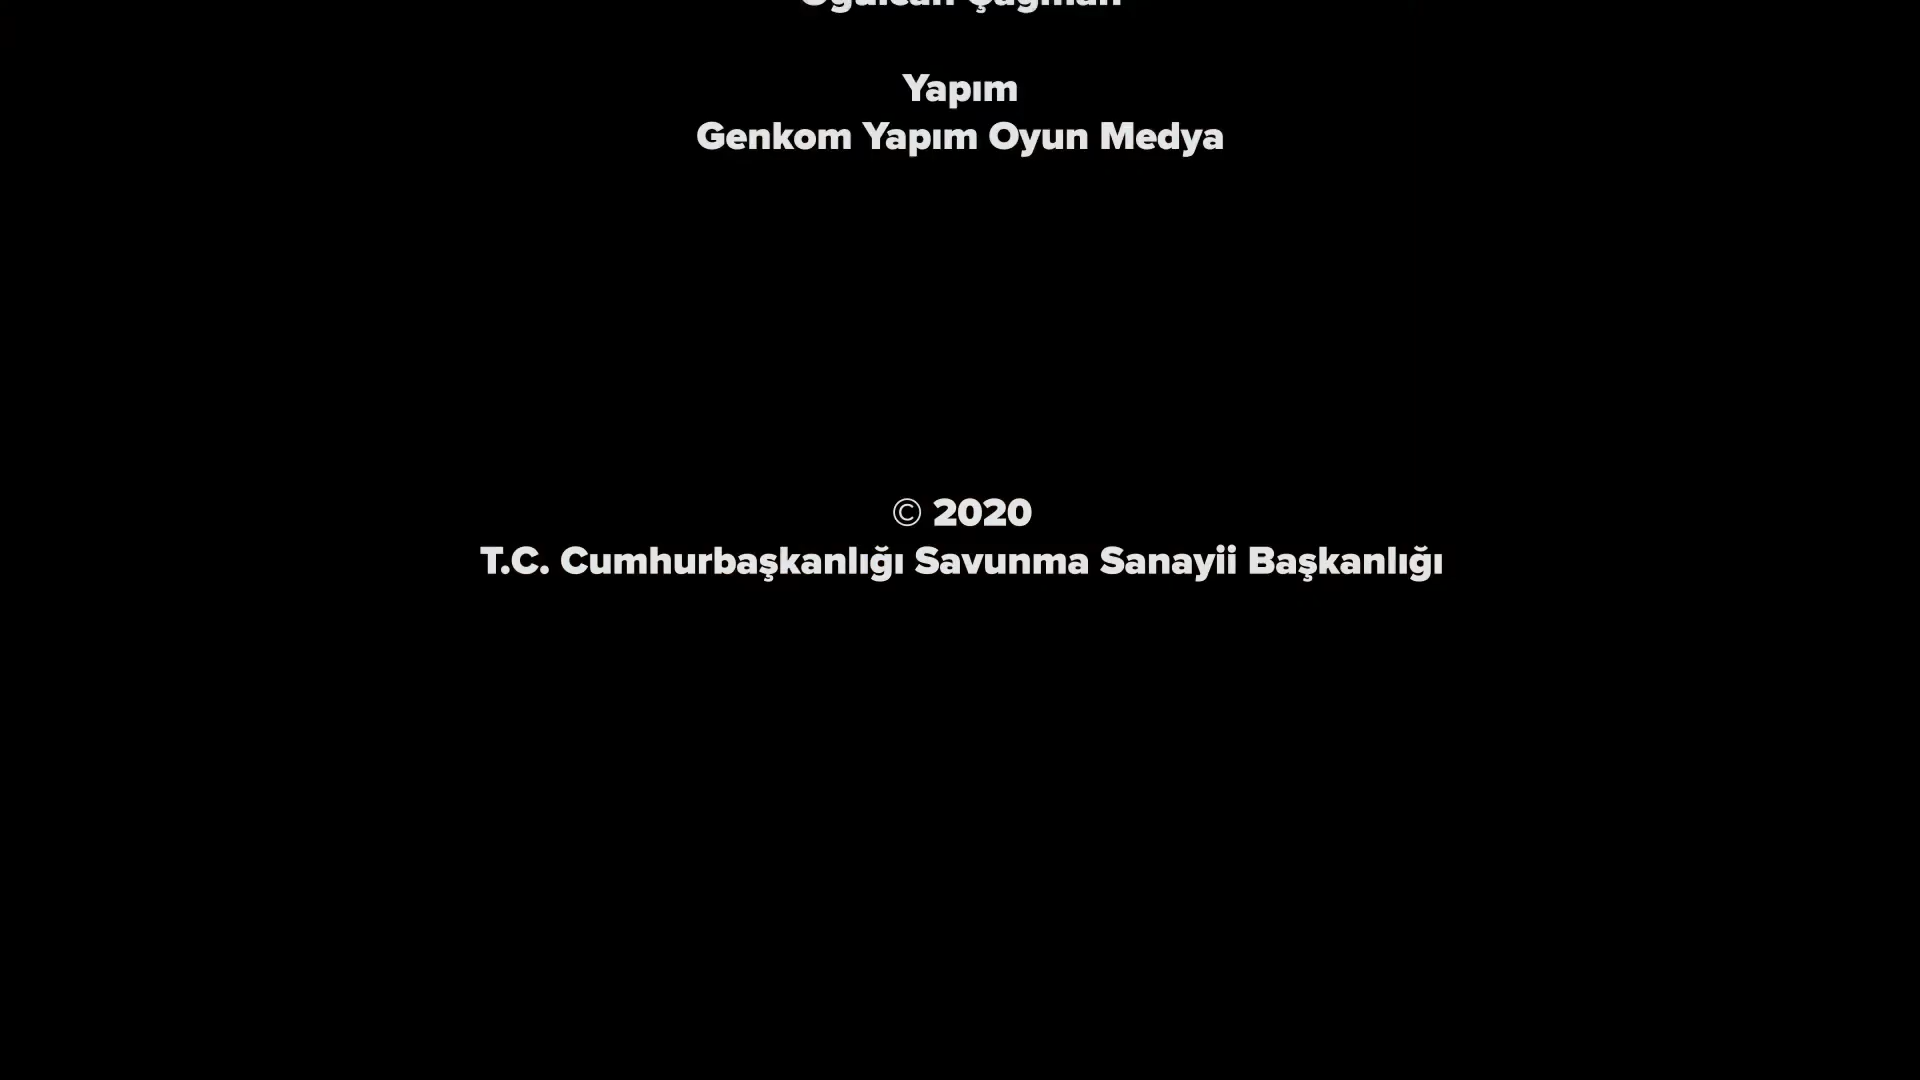 Yapım
Genkom Yapım Oyun Medya
© 2020
T.C. Cumhurbaşkanlığı Savunma Sanayii Başkanlığı